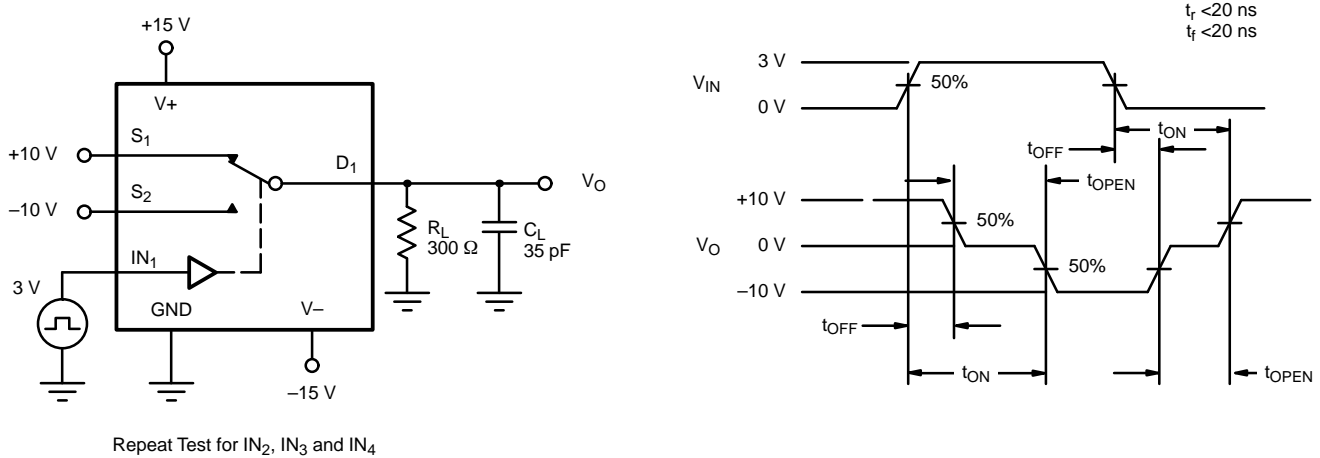 +15 V
V+
S1
+10 V
D1
VO
S2
–10 V
RL
300 Ω
CL
35 pF
IN1
3 V
GND
V–
–15 V
Repeat Test for IN2, IN3 and IN4
tr <20 ns
tf <20 ns
3 V
VIN
50%
0 V
tON
tOFF
tOPEN
+10 V
50%
VO
0 V
50%
–10 V
tOFF
tON
tOPEN